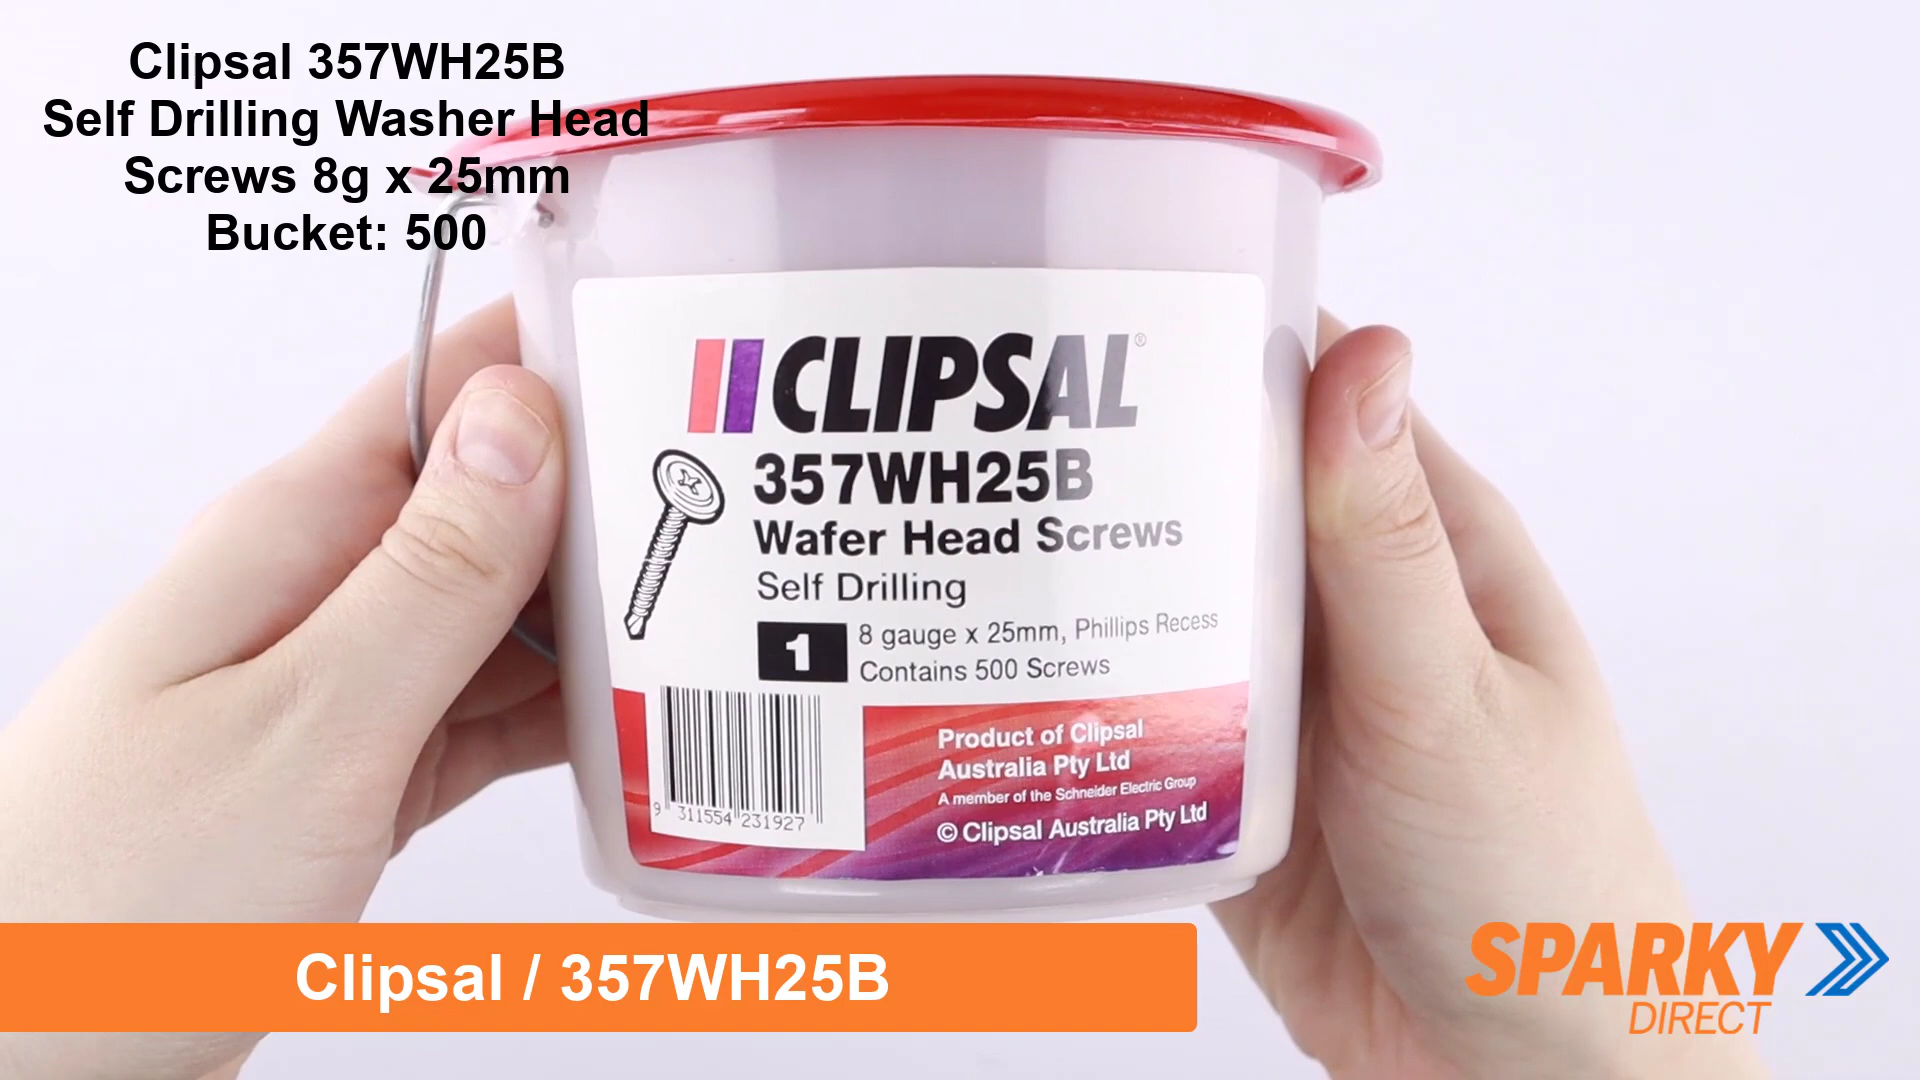 Clipsal 357WH25B
Self Drilling Washer Head
Screws 8g x 25mm
Bucket: 500
CLIPSAL®
357WH25B
Wafer Head Screws
Self Drilling
1
8 gauge x 25mm, Phillips Recess
Contains 500 Screws
Product of Clipsal
Australia Pty Ltd
A member of the Schneider Electric Group
© Clipsal Australia Pty Ltd
9 311554 231927
Clipsal / 357WH25B
SPARKY
DIRECT